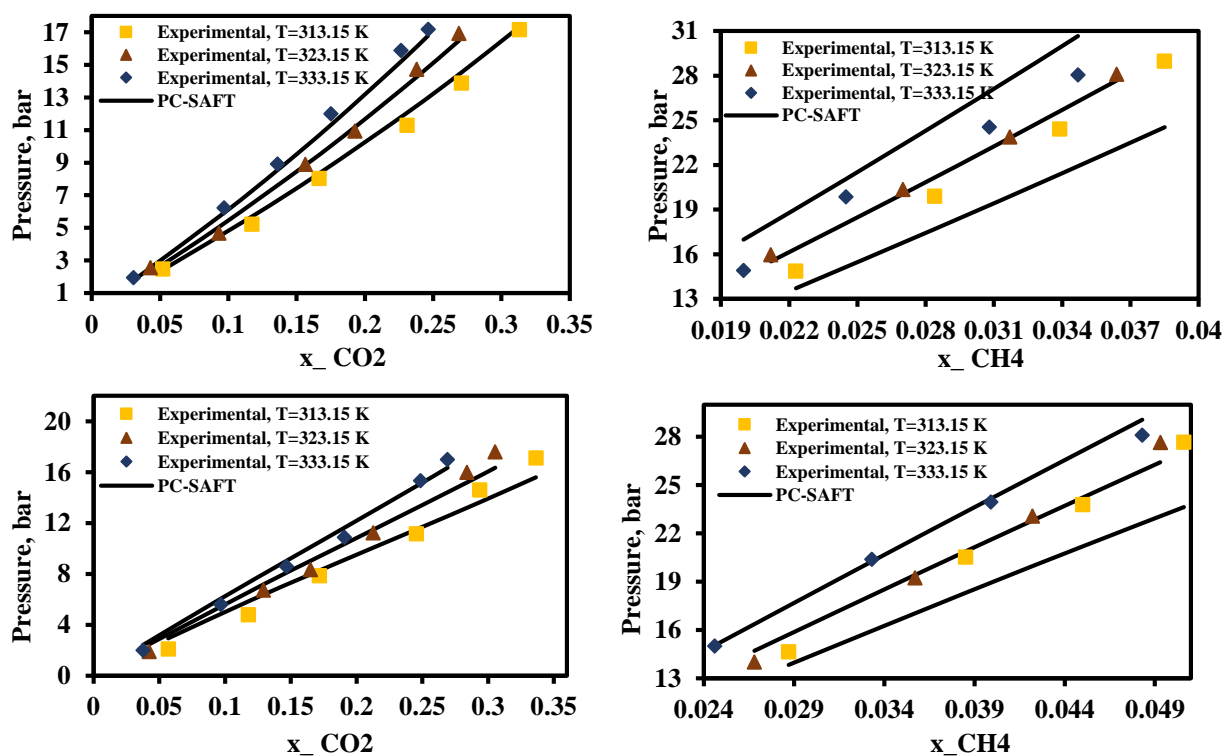 17
15
13
11
9
7
5
3
1
Pressure, bar
Experimental, T=313.15 K
Experimental, T=323.15 K
Experimental, T=333.15 K
PC-SAFT
0 0.05 0.1 0.15 0.2 0.25 0.3 0.35
x_ CO2
31
28
25
22
19
16
13
Pressure, bar
Experimental, T=313.15 K
Experimental, T=323.15 K
Experimental, T=333.15 K
PC-SAFT
0.019 0.022 0.025 0.028 0.031 0.034 0.037 0.04
x_ CH4
20
16
12
8
4
0
Pressure, bar
Experimental, T=313.15 K
Experimental, T=323.15 K
Experimental, T=333.15 K
PC-SAFT
0 0.05 0.1 0.15 0.2 0.25 0.3 0.35
x_ CO2
28
25
22
19
16
13
Pressure, bar
Experimental, T=313.15 K
Experimental, T=323.15 K
Experimental, T=333.15 K
PC-SAFT
0.024 0.029 0.034 0.039 0.044 0.049
x_CH4